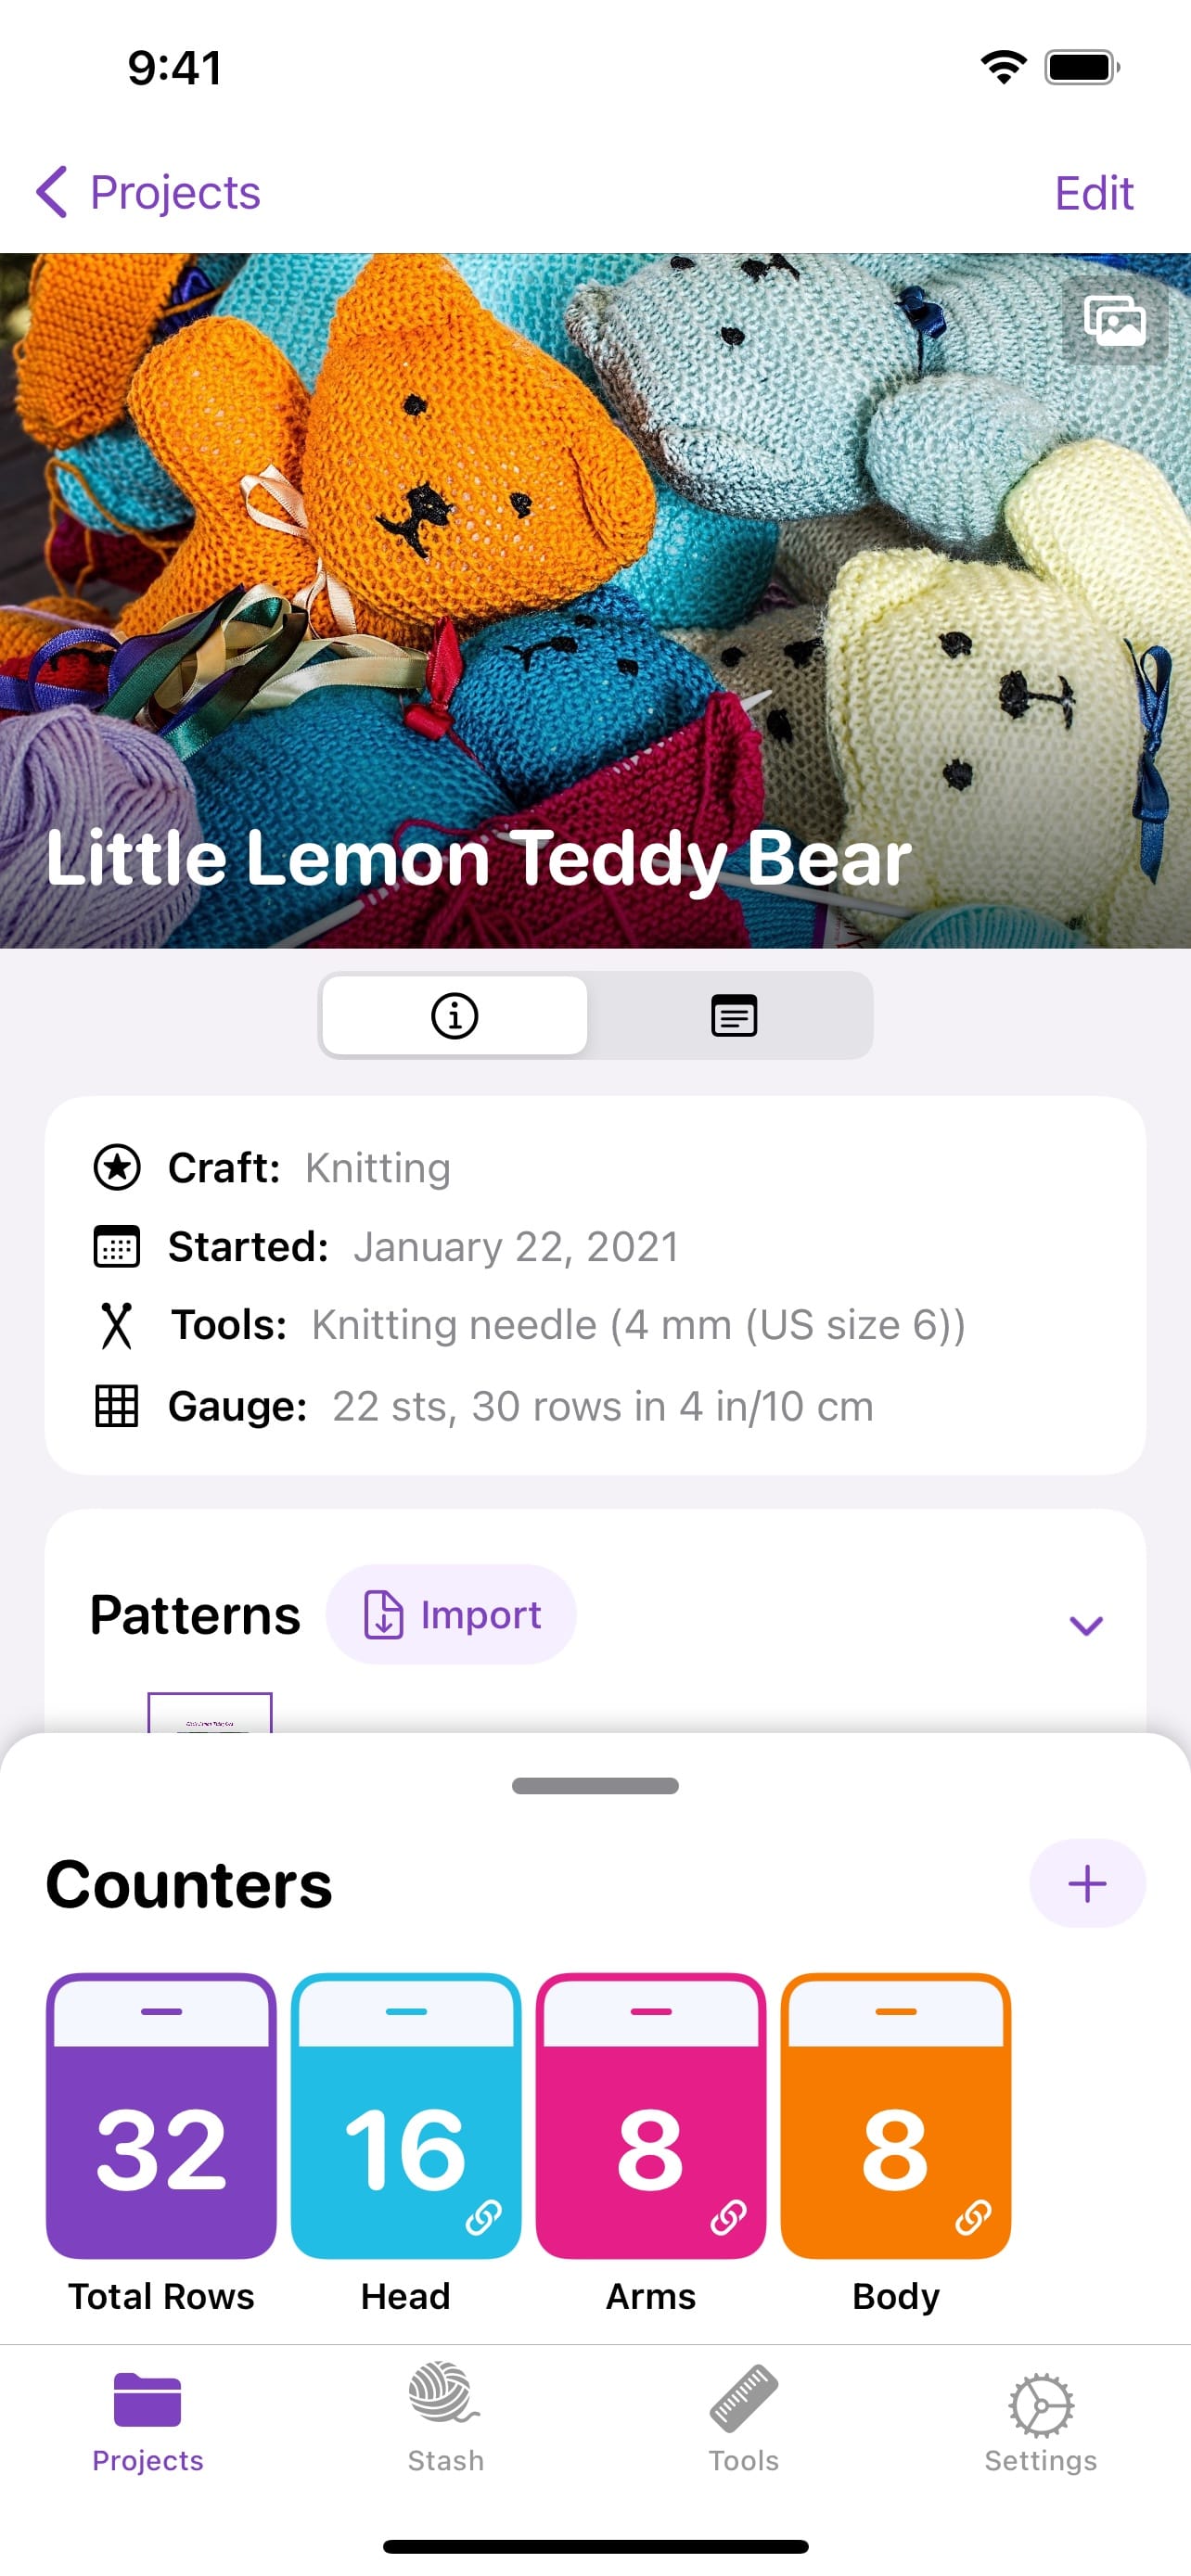 9:41
Projects
Edit
Little Lemon Teddy Bear
Craft: Knitting
Started: January 22, 2021
Tools: Knitting needle (4 mm (US size 6))
Gauge: 22 sts, 30 rows in 4 in/10 cm
Patterns
Import
Counters
32
16
8
8
Total Rows
Head
Arms
Body
Projects
Stash
Tools
Settings